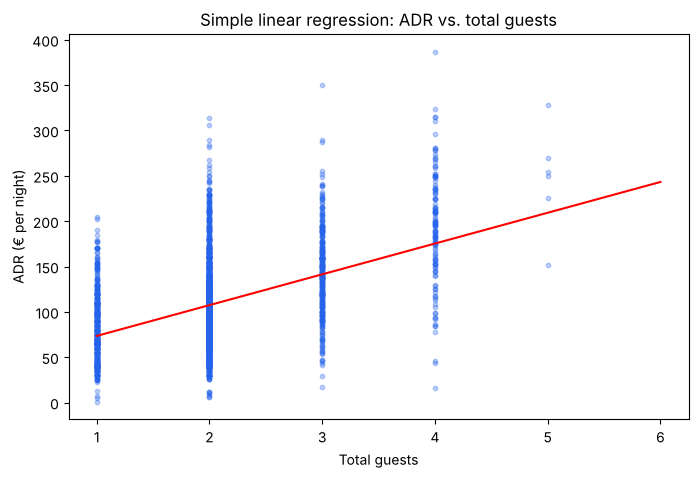 Simple linear regression: ADR vs. total guests
ADR (€ per night)
400
350
300
250
200
150
100
50
0
1 2 3 4 5 6
Total guests